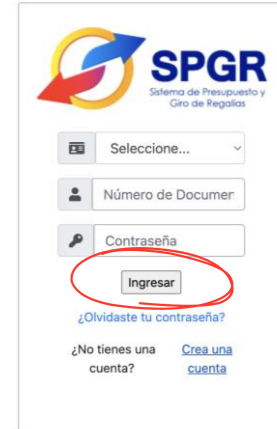 SPGR
Sistema de Presupuesto y
Giro de Regalías
Seleccione...
Número de Documen
Contraseña
Ingresar
¿Olvidaste tu contraseña?
¿No tienes una
cuenta?
Crea una
cuenta